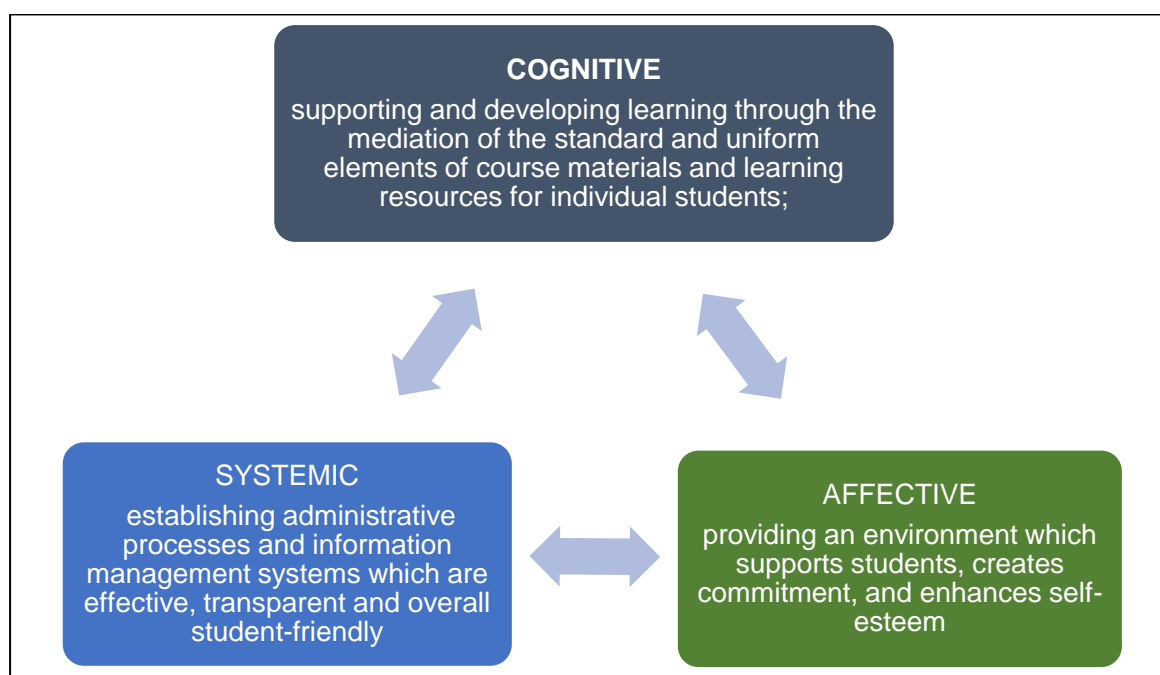 COGNITIVE
supporting and developing learning through the
mediation of the standard and uniform
elements of course materials and learning
resources for individual students;
SYSTEMIC
establishing administrative
processes and information
management systems which are
effective, transparent and overall
student-friendly
AFFECTIVE
providing an environment which
supports students, creates
commitment, and enhances self-
esteem